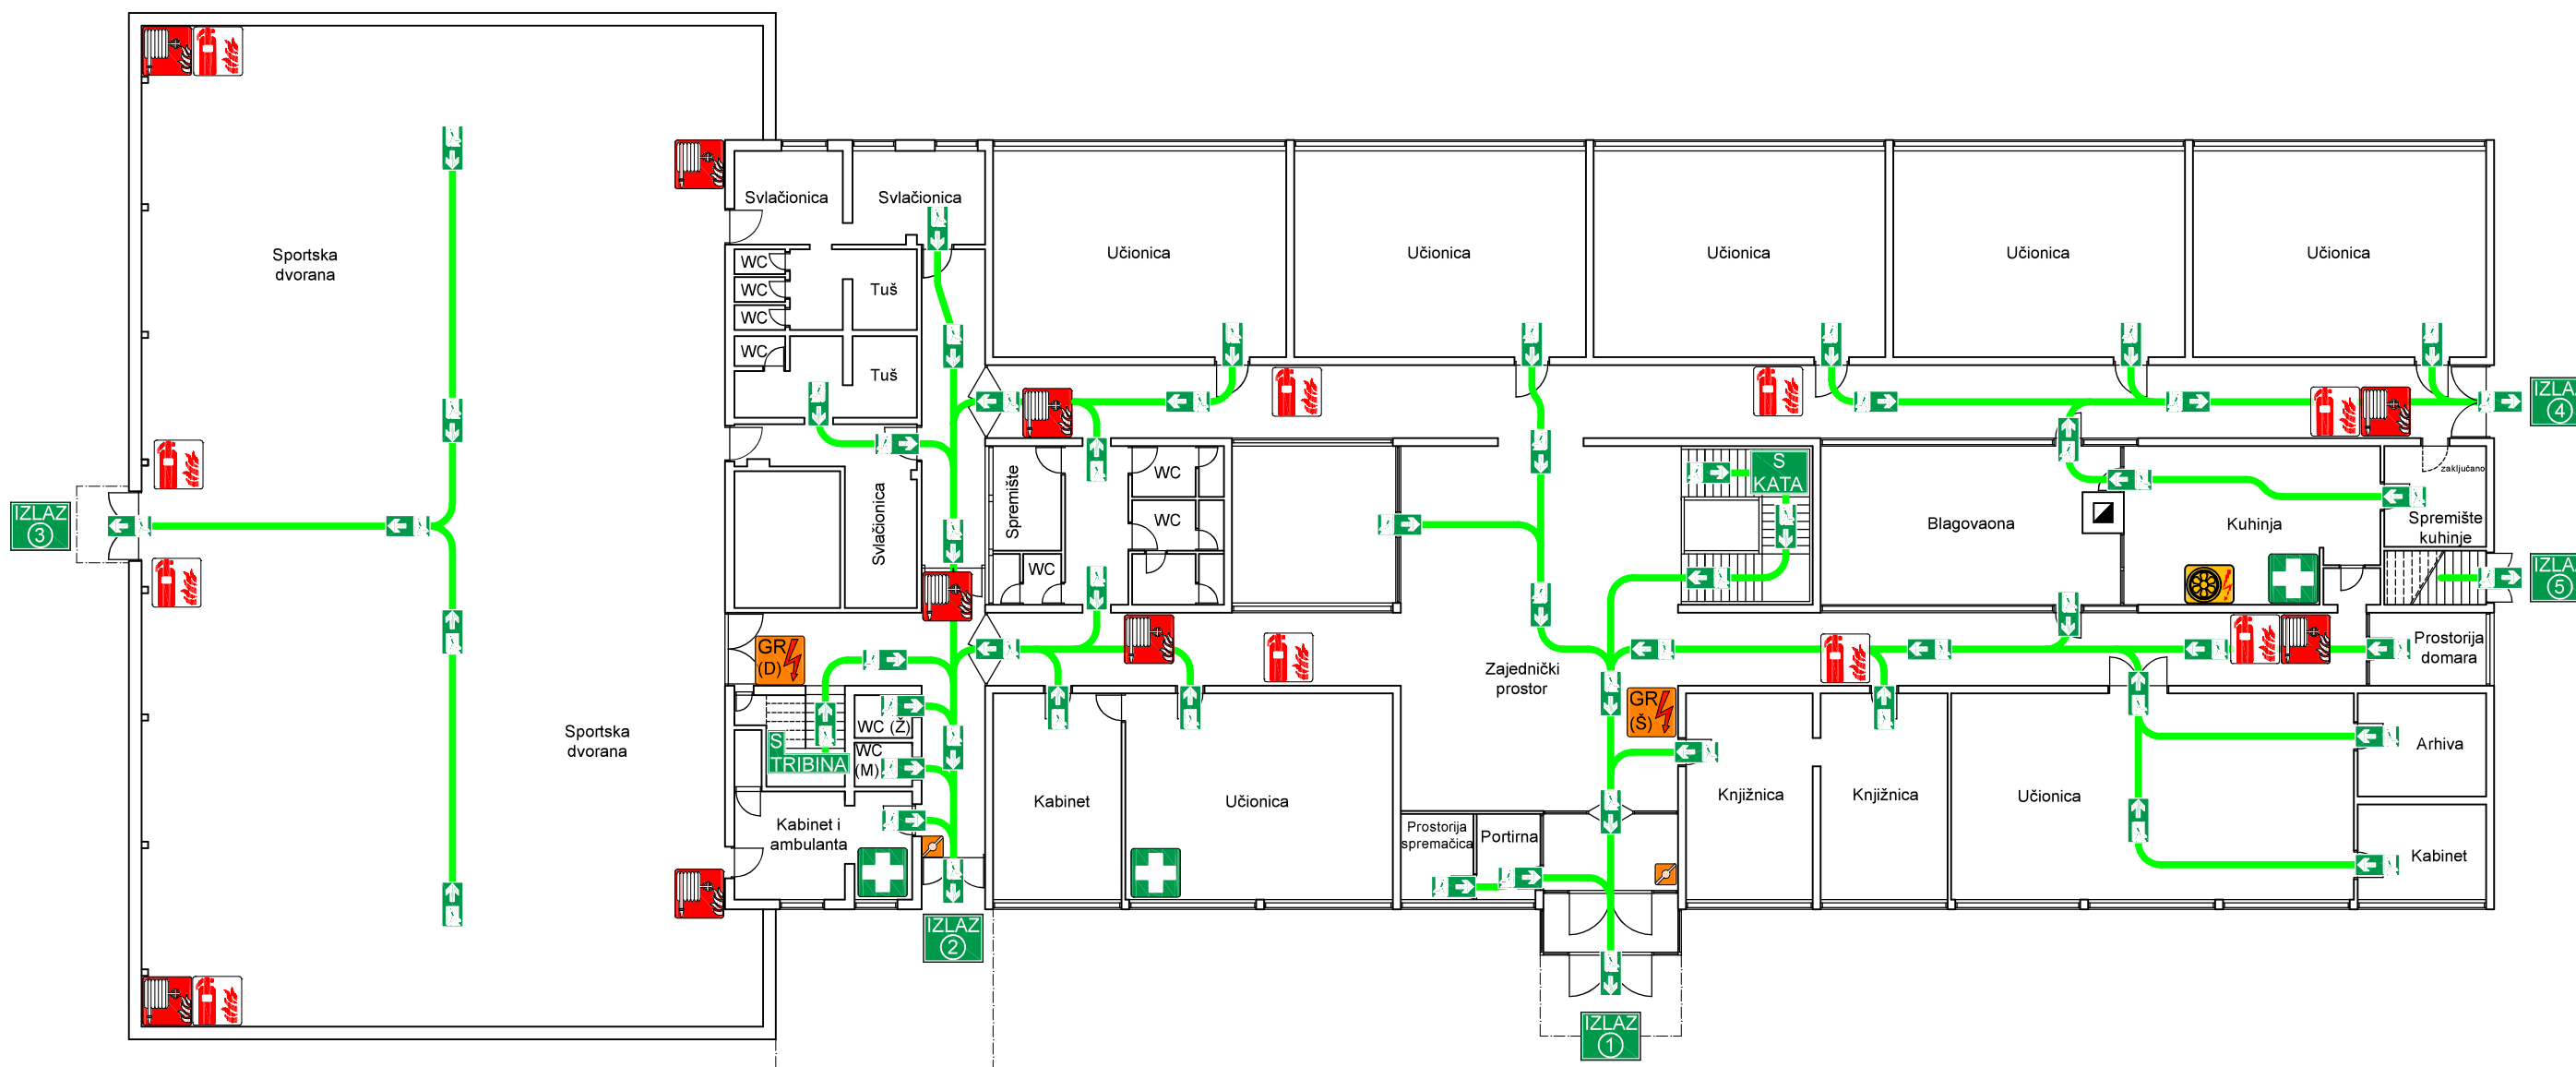 Svlačionica
Svlačionica
Sportska
dvorana
WC
WC
WC
WC
Tuš
Tuš
Učionica
Učionica
Učionica
Učionica
Učionica
IZLAZ
4
IZLAZ
3
Svlačionica
Spremište
WC
WC
WC
S
KATA
Blagovaona
Kuhinja
zaključano
Spremište
kuhinje
IZLAZ
5
GR
(D)
Sportska
dvorana
S
TRIBINA
WC (Ž)
WC
(M)
Kabinet i
ambulanta
Kabinet
Učionica
Zajednički
prostor
GR
(Š)
Prostorija
spremačica
Portirna
Knjižnica
Knjižnica
Učionica
Prostorija
domara
Arhiva
Kabinet
IZLAZ
2
IZLAZ
1